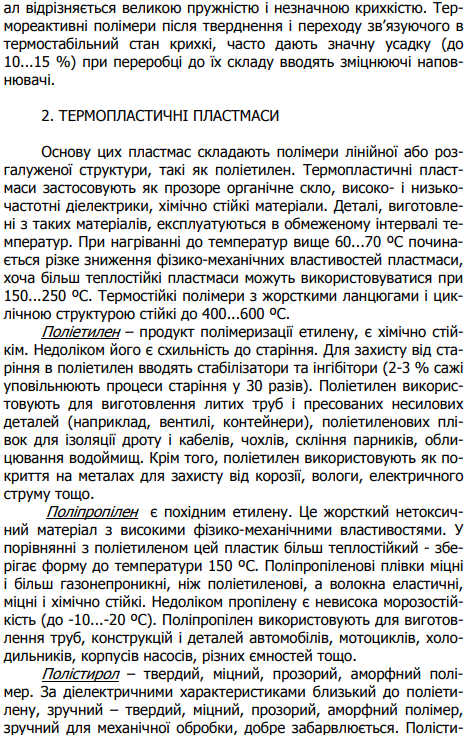 ал відрізняється великою пружністю і незначною крихкістю. Тер-
мореактивні полімери після тверднення і переходу зв’язуючого в
термостабільний стан крихкі, часто дають значну усадку (до
10...15 %) при переробці до їх складу вводять зміцнюючі напов-
нювачі.
2. ТЕРМОПЛАСТИЧНІ ПЛАСТМАСИ
Основу цих пластмас складають полімери лінійної або роз-
галуженої структури, такі як поліетилен. Термопластичні пласт-
маси застосовують як прозоре органічне скло, високо- і низько-
частотні діелектрики, хімічно стійкі матеріали. Деталі, виготовле-
ні з таких матеріалів, експлуатуються в обмеженому інтервалі те-
мператур. При нагріванні до температур вище 60...70 ºС почина-
ється різке зниження фізико-механічних властивостей пластмаси,
хоча більш теплостійкі пластмаси можуть використовуватися при
150...250 ºС. Термостійкі полімери з жорсткими ланцюгами і цик-
лічною структурою стійкі до 400...600 ºС.
Поліетилен – продукт полімеризації етилену, є хімічно стій-
кім. Недоліком його є схильність до старіння. Для захисту від ста-
ріння в поліетилен вводять стабілізатори та інгібітори (2-3 % сажі
уповільнюють процеси старіння у 30 разів). Поліетилен викорис-
товують для виготовлення литих труб і пресованих несилових
деталей (наприклад, вентилі, контейнери), поліетиленових плі-
вок для ізоляції дроту і кабелів, чохлів, скління парників, обли-
цювання водоймищ. Крім того, поліетилен використовують як по-
криття на металах для захисту від корозії, вологи, електричного
струму тощо.
Поліпропілен є похідним етилену. Це жорсткий нетоксич-
ний матеріал з високими фізико-механічними властивостями. У
порівнянні з поліетиленом цей пластик більш теплостійкий - збе-
рігає форму до температури 150 ºС. Поліпропіленові плівки міцні
і більш газонепроникні, ніж поліетиленові, а волокна еластичні,
міцні і хімічно стійкі. Недоліком пропілену є невисока морозостій-
кість (до -10...-20 ºС). Поліпропілен використовують для виготов-
лення труб, конструкцій і деталей автомобілів, мотоциклів, холо-
дильників, корпусів насосів, різних ємностей тощо.
Полістирол – твердий, міцний, прозорий, аморфний полі-
мер. За діелектричними характеристиками близький до поліети-
лену, зручний – твердий, міцний, прозорий, аморфний полімер,
зручний для механічної обробки, добре забарвлюється. Полісти-